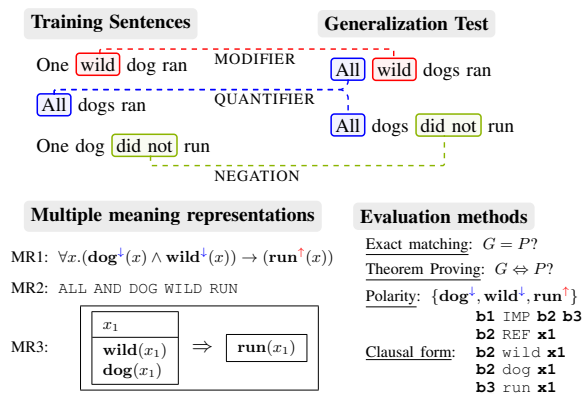 Training Sentences
Generalization Test
One wild dog ran
MODIFIER
All wild dogs ran
All dogs ran
QUANTIFIER
All dogs did not run
One dog did not run
NEGATION
Multiple meaning representations
MR1: ∀x.(dog↓(x) ∧ wild↓(x)) → (run↑(x))
MR2: ALL AND DOG WILD RUN
MR3:
x₁
wild(x₁)
dog(x₁)
⇒
run(x₁)
Evaluation methods
Exact matching: G = P?
Theorem Proving: G ⇔ P?
Polarity: {dog↓, wild↓, run↑}
Clausal form:
b1 IMP b2 b3
b2 REF x1
b2 wild x1
b2 dog x1
b3 run x1